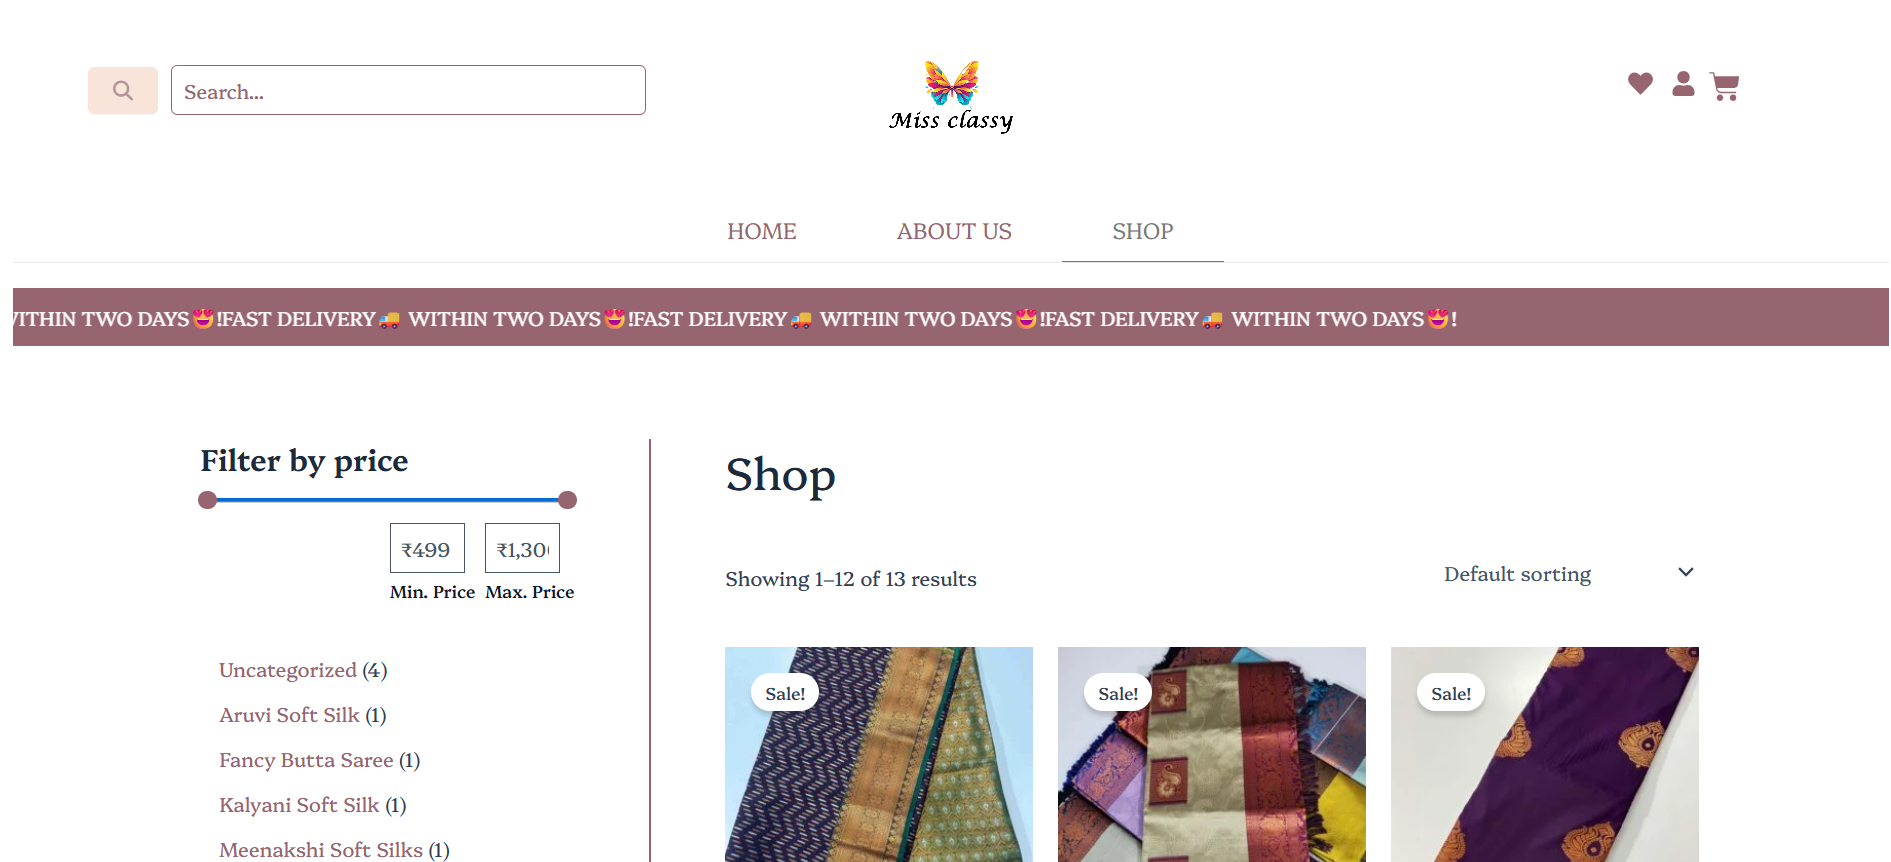 Search...
Miss classy
HOME ABOUT US SHOP
WITHIN TWO DAYS😍!FAST DELIVERY🚚 WITHIN TWO DAYS😍!FAST DELIVERY🚚 WITHIN TWO DAYS😍!FAST DELIVERY🚚 WITHIN TWO DAYS😍!
Filter by price
₹499 ₹1,30
Min. Price Max. Price
Uncategorized (4)
Aruvi Soft Silk (1)
Fancy Butta Saree (1)
Kalyani Soft Silk (1)
Meenakshi Soft Silks (1)
Shop
Showing 1–12 of 13 results
Default sorting
Sale!
Sale!
Sale!